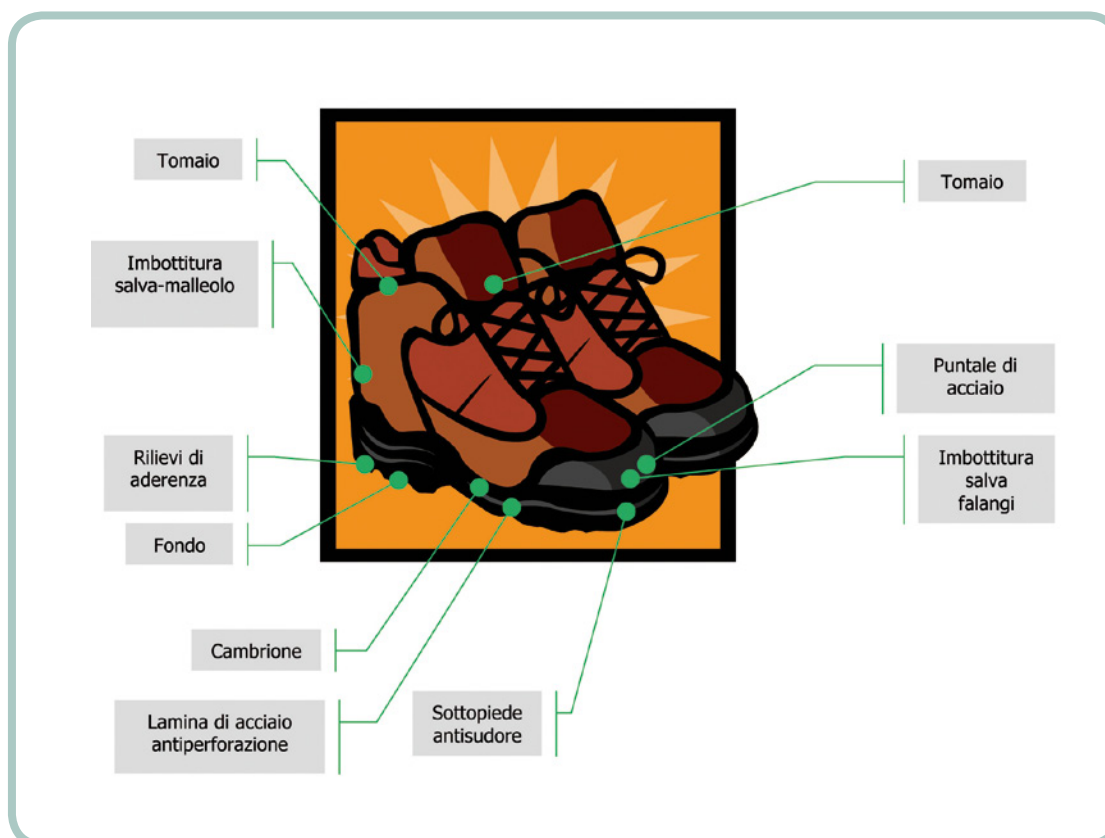 Tomaio
Tomaio
Imbottitura
salva-malleolo
Puntale di
acciaio
Rilievi di
aderenza
Imbottitura
salva
falangi
Fondo
Cambrione
Lamina di acciaio
antiperforazione
Sottopiede
antisudore